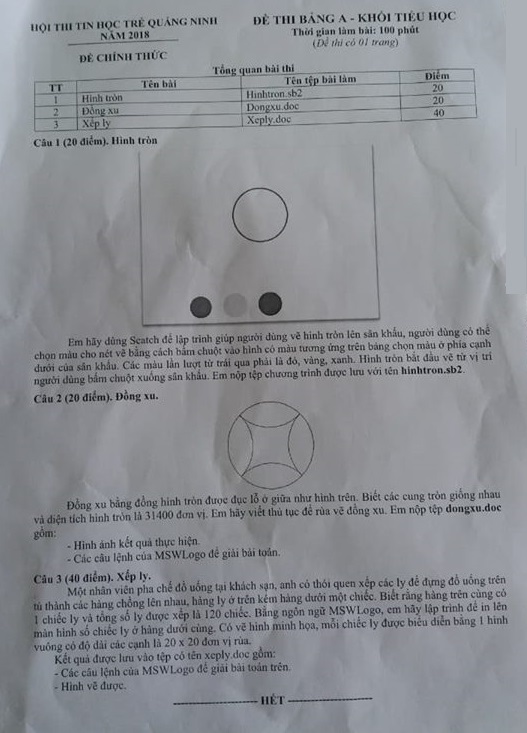 HỘI THI TIN HỌC TRẺ QUẢNG NINH
NĂM 2018
ĐỀ CHÍNH THỨC
ĐỀ THI BẢNG A - KHỐI TIỂU HỌC
Thời gian làm bài: 100 phút
(Đề thi có 01 trang)
Tổng quan bài thi
TT Tên bài Tên tệp bài làm Điểm
1 Hình tròn Hinhtron.sb2 20
2 Đồng xu Dongxu.doc 20
3 Xếp ly Xeply.doc 40
Câu 1 (20 điểm). Hình tròn
Em hãy dùng Scatch để lập trình giúp người dùng vẽ hình tròn lên sân khấu, người dùng có thể
chọn màu cho nét vẽ bằng cách bấm chuột vào hình có màu tương ứng trên bảng chọn màu ở phía cạnh
dưới của sân khấu. Các màu lần lượt từ trái qua phải là đỏ, vàng, xanh. Hình tròn bắt đầu vẽ từ vị trí
người dùng bấm chuột xuống sân khấu. Em nộp tệp chương trình được lưu với tên hinhtron.sb2.
Câu 2 (20 điểm). Đồng xu.
Đồng xu bằng đồng hình tròn được đục lỗ ở giữa như hình trên. Biết các cung tròn giống nhau
và diện tích hình tròn là 31400 đơn vị. Em hãy viết thủ tục để rùa vẽ đồng xu. Em nộp tệp dongxu.doc
gồm:
- Hình ảnh kết quả thực hiện.
- Các câu lệnh của MSWLogo để giải bài toán.
Câu 3 (40 điểm). Xếp ly.
Một nhân viên pha chế đồ uống tại khách sạn, anh có thói quen xếp các ly để đựng đồ uống trên
tủ thành các hàng chồng lên nhau, hàng ly ở trên kém hàng dưới một chiếc. Biết rằng hàng trên cùng có
1 chiếc ly và tổng số ly được xếp là 120 chiếc. Bằng ngôn ngữ MSWLogo, em hãy lập trình để in lên
màn hình số chiếc ly ở hàng dưới cùng. Có vẽ hình minh họa, mỗi chiếc ly được biểu diễn bằng 1 hình
vuông có độ dài các cạnh là 20 x 20 đơn vị rùa.
Kết quả được lưu vào tệp có tên xeply.doc gồm:
- Các câu lệnh của MSWLogo để giải bài toán trên.
- Hình vẽ được.
HẾT